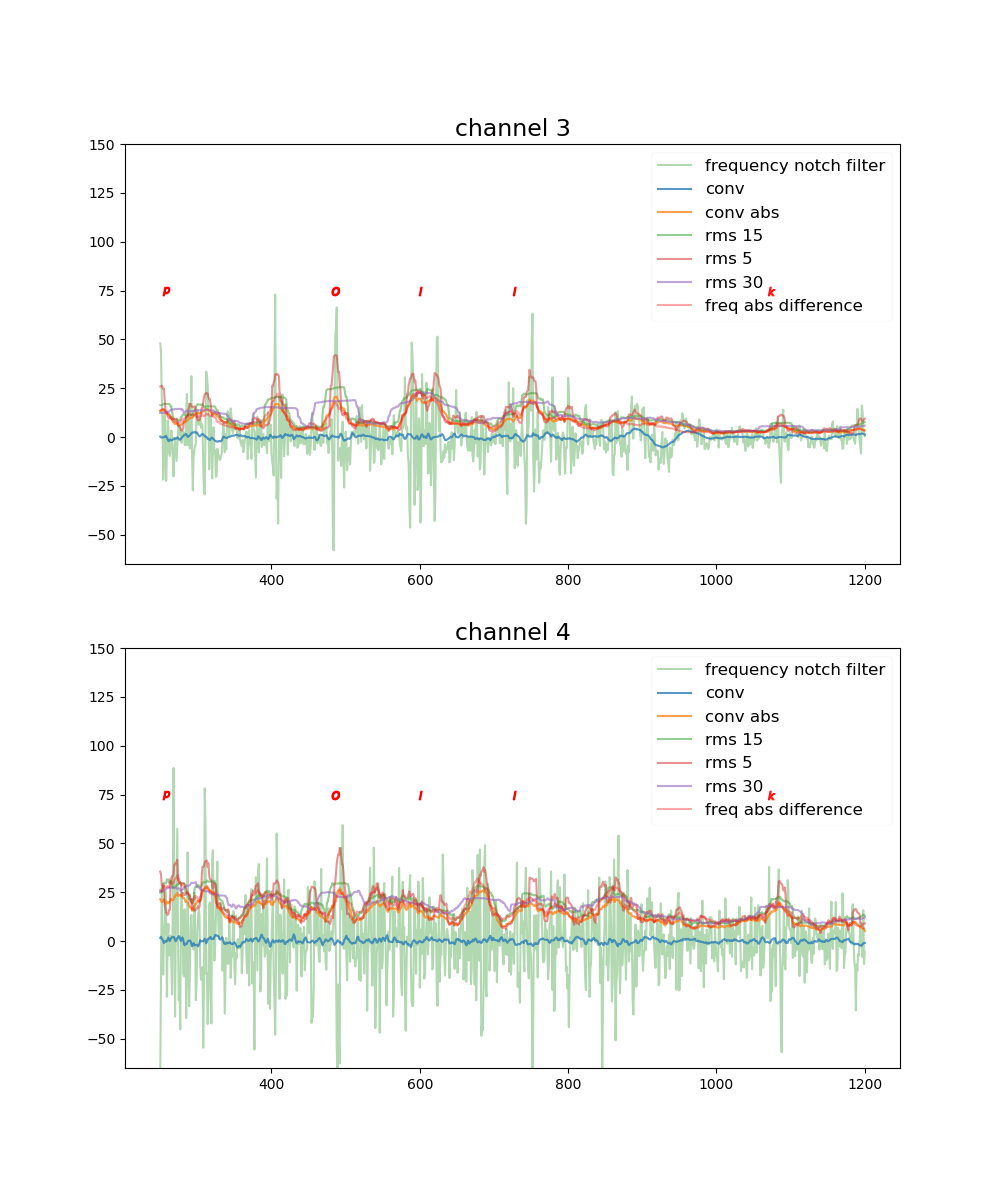 channel 3
150
125
100
75
50
25
0
−25
−50
frequency notch filter
conv
conv abs
rms 15
rms 5
rms 30
freq abs difference
p o l l k
400 600 800 1000 1200
channel 4
150
125
100
75
50
25
0
−25
−50
frequency notch filter
conv
conv abs
rms 15
rms 5
rms 30
freq abs difference
p o l l k
400 600 800 1000 1200